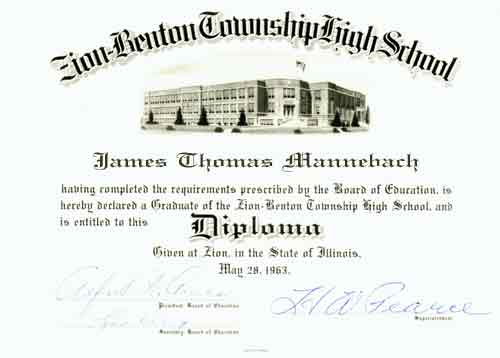 Zion-Benton Township High School
James Thomas Mannebach
having completed the requirements prescribed by the Board of Education, is
hereby declared a Graduate of the Zion-Benton Township High School, and
is entitled to this Diploma
Given at Zion, in the State of Illinois,
May 28, 1963.
President Board of Education
H W Pearce
Superintendent
Secretary Board of Education